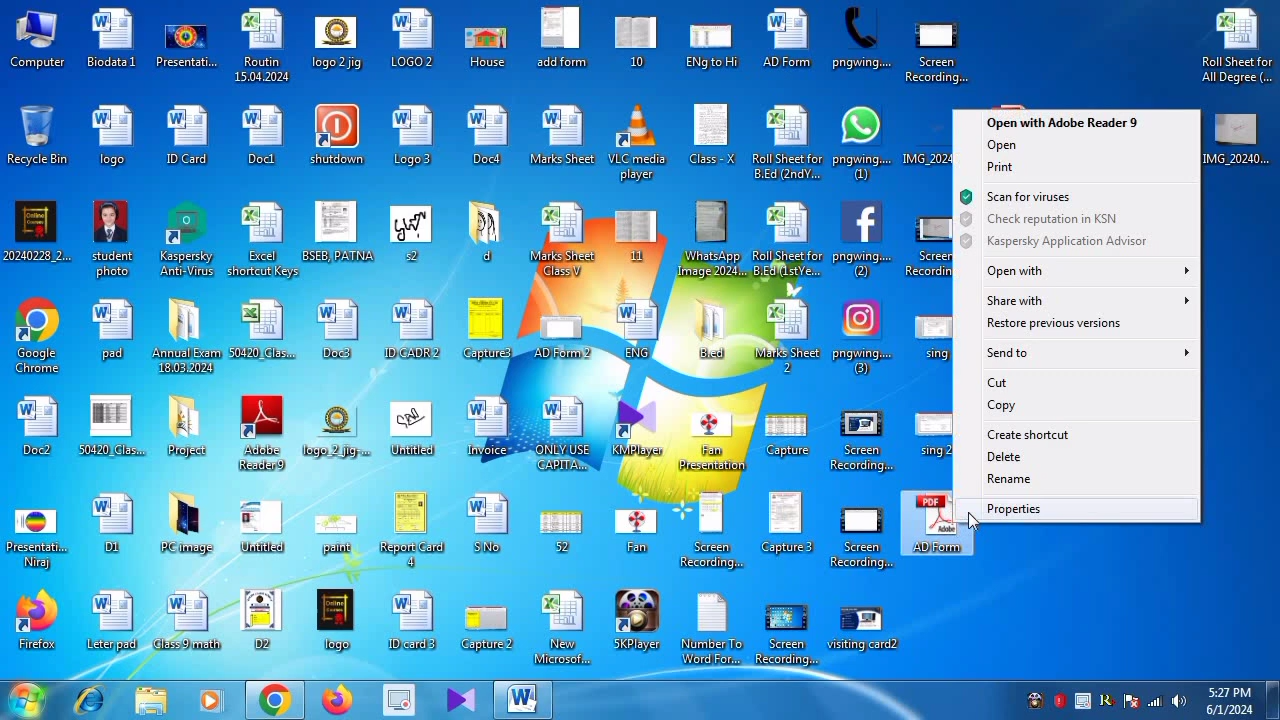 Computer
Biodata 1
Presentati...
Routin
15.04.2024
logo 2 jig
LOGO 2
House
add form
10
ENg to Hi
AD Form
pngwing....
Screen
Recording...
Roll Sheet for
All Degree (...
Recycle Bin
logo
ID Card
Doc1
shutdown
Logo 3
Doc4
Marks Sheet
VLC media
player
Class - X
Roll Sheet for
B.Ed (2ndY...
pngwing....
(1)
IMG_2024
IMG_20240...
20240228_2...
student
photo
Kaspersky
Anti-Virus
Excel
shortcut Keys
BSEB, PATNA
s2
d
Marks Sheet
Class V
11
WhatsApp
Image 2024...
Roll Sheet for
B.Ed (1stYe...
pngwing....
(2)
Screen
Recordin
Google
Chrome
pad
Annual Exam
18.03.2024
50420_Clas...
Doc3
ID CADR 2
Capture3
AD Form 2
ENG
B.ed
Marks Sheet
2
pngwing....
(3)
sing
Doc2
50420_Clas...
Project
Adobe
Reader 9
logo_2_jig-...
Untitled
Invoice
ONLY USE
CAPITA...
KMPlayer
Fan
Presentation
Capture
Screen
Recording...
sing 2
Presentati...
Niraj
D1
PC image
Untitled
paint
Report Card
4
S No
52
Fan
Screen
Recording...
Capture 3
Screen
Recording...
PDF
Adobe
AD Form
Firefox
Leter pad
Class 9 math
D2
logo
ID card 3
Capture 2
New
Microsof...
5KPlayer
Number To
Word For...
Screen
Recording...
visiting card2
Open with Adobe Reader 9
Open
Print
Scan for viruses
Check reputation in KSN
Kaspersky Application Advisor
Open with
Share with
Restore previous versions
Send to
Cut
Copy
Create shortcut
Delete
Rename
Properties
5:27 PM
6/1/2024